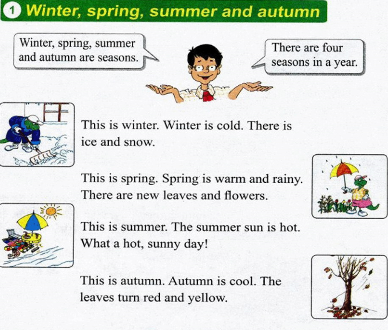 1 Winter, spring, summer and autumn
Winter, spring, summer
and autumn are seasons.
There are four
seasons in a year.
This is winter. Winter is cold. There is
ice and snow.
This is spring. Spring is warm and rainy.
There are new leaves and flowers.
This is summer. The summer sun is hot.
What a hot, sunny day!
This is autumn. Autumn is cool. The
leaves turn red and yellow.